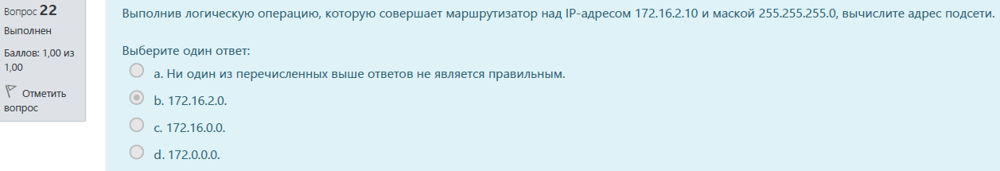 Вопрос 22
Выполнен
Баллов: 1,00 из
1,00
Отметить
вопрос
Выполнив логическую операцию, которую совершает маршрутизатор над IP-адресом 172.16.2.10 и маской 255.255.255.0, вычислите адрес подсети.
Выберите один ответ:
a. Ни один из перечисленных выше ответов не является правильным.
b. 172.16.2.0.
c. 172.16.0.0.
d. 172.0.0.0.